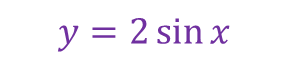 y = 2 sin x